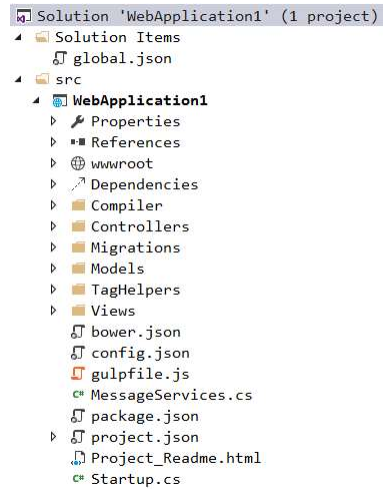 Solution 'WebApplication1' (1 project)
Solution Items
global.json
src
WebApplication1
Properties
References
wwwroot
Dependencies
Compiler
Controllers
Migrations
Models
TagHelpers
Views
bower.json
config.json
gulpfile.js
C# MessageServices.cs
package.json
project.json
Project_Readme.html
C# Startup.cs